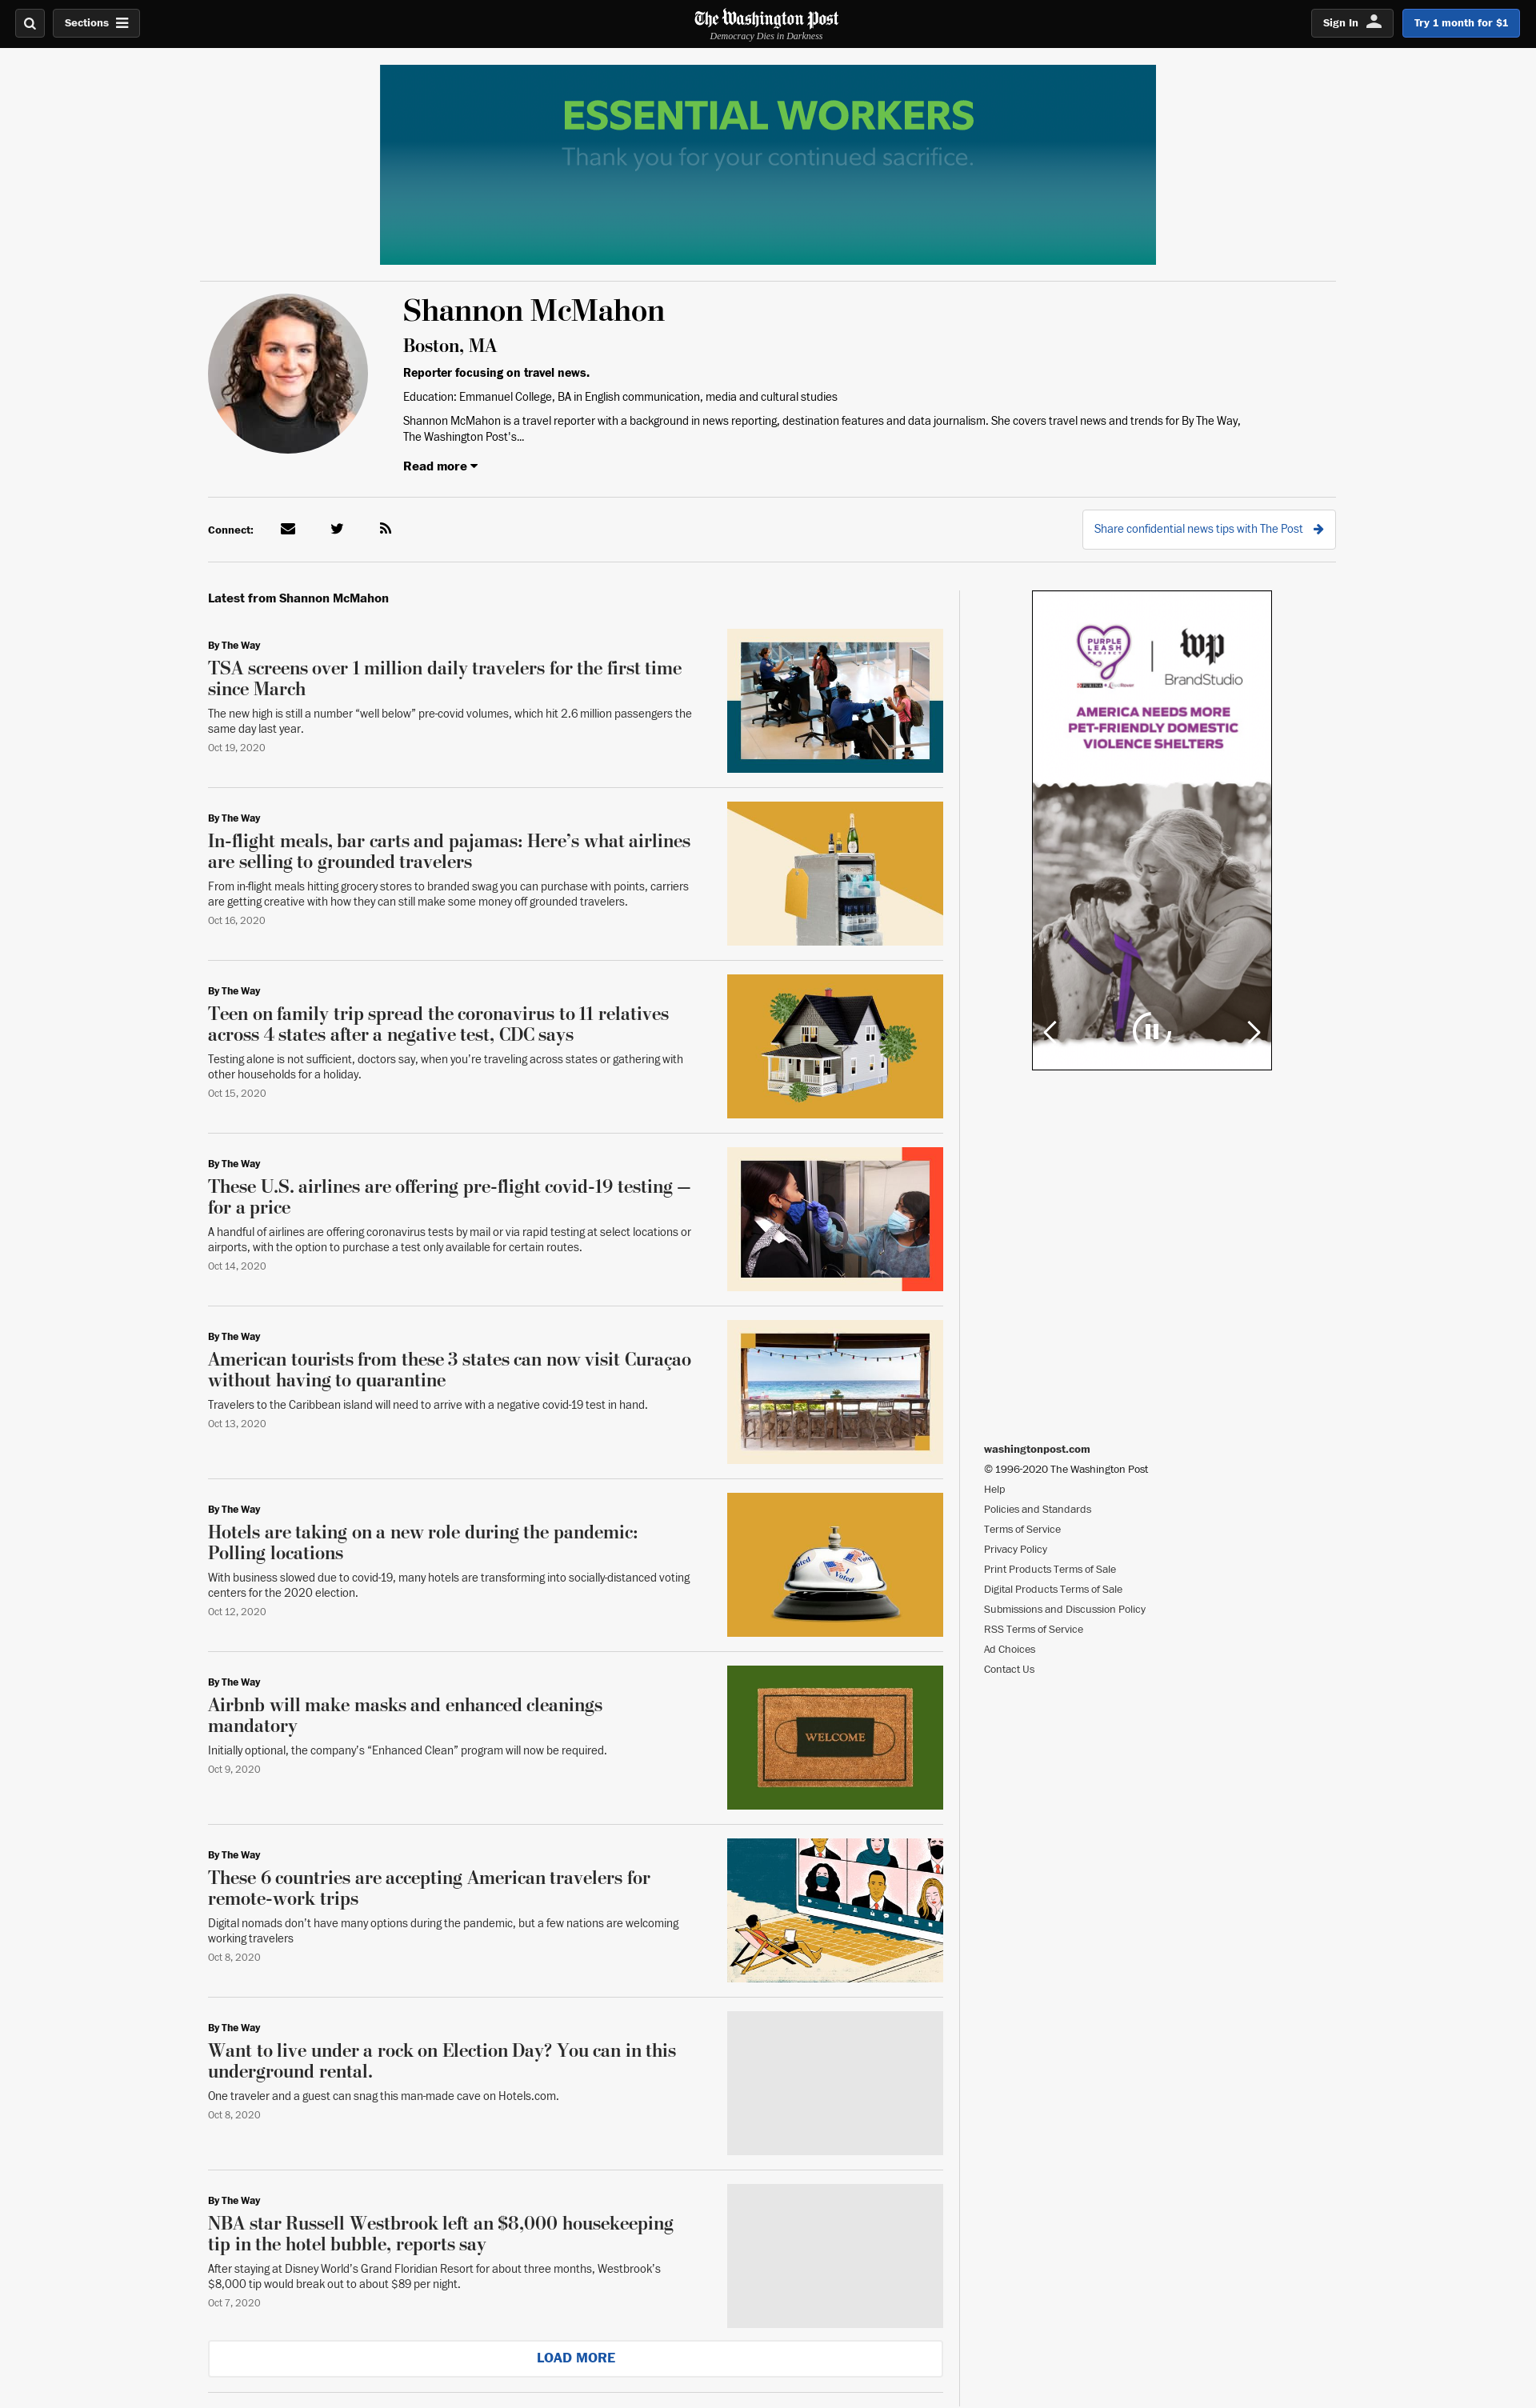 Sections
The Washington Post
Democracy Dies in Darkness
Sign In
Try 1 month for $1
ESSENTIAL WORKERS
Thank you for your continued sacrifice.
Shannon McMahon
Boston, MA
Reporter focusing on travel news.
Education: Emmanuel College, BA in English communication, media and cultural studies
Shannon McMahon is a travel reporter with a background in news reporting, destination features and data journalism. She covers travel news and trends for By The Way,
The Washington Post's...
Read more
Connect:
Share confidential news tips with The Post
Latest from Shannon McMahon
By The Way
TSA screens over 1 million daily travelers for the first time
since March
The new high is still a number “well below” pre-covid volumes, which hit 2.6 million passengers the
same day last year.
Oct 19, 2020
By The Way
In-flight meals, bar carts and pajamas: Here’s what airlines
are selling to grounded travelers
From in-flight meals hitting grocery stores to branded swag you can purchase with points, carriers
are getting creative with how they can still make some money off grounded travelers.
Oct 16, 2020
By The Way
Teen on family trip spread the coronavirus to 11 relatives
across 4 states after a negative test, CDC says
Testing alone is not sufficient, doctors say, when you’re traveling across states or gathering with
other households for a holiday.
Oct 15, 2020
By The Way
These U.S. airlines are offering pre-flight covid-19 testing —
for a price
A handful of airlines are offering coronavirus tests by mail or via rapid testing at select locations or
airports, with the option to purchase a test only available for certain routes.
Oct 14, 2020
By The Way
American tourists from these 3 states can now visit Curaçao
without having to quarantine
Travelers to the Caribbean island will need to arrive with a negative covid-19 test in hand.
Oct 13, 2020
By The Way
Hotels are taking on a new role during the pandemic:
Polling locations
With business slowed due to covid-19, many hotels are transforming into socially-distanced voting
centers for the 2020 election.
Oct 12, 2020
I
Voted
By The Way
Airbnb will make masks and enhanced cleanings
mandatory
Initially optional, the company’s “Enhanced Clean” program will now be required.
Oct 9, 2020
WELCOME
By The Way
These 6 countries are accepting American travelers for
remote-work trips
Digital nomads don’t have many options during the pandemic, but a few nations are welcoming
working travelers
Oct 8, 2020
By The Way
Want to live under a rock on Election Day? You can in this
underground rental.
One traveler and a guest can snag this man-made cave on Hotels.com.
Oct 8, 2020
By The Way
NBA star Russell Westbrook left an $8,000 housekeeping
tip in the hotel bubble, reports say
After staying at Disney World’s Grand Floridian Resort for about three months, Westbrook’s
$8,000 tip would break out to about $89 per night.
Oct 7, 2020
LOAD MORE
PURPLE
LEASH
PROJECT
PURINA
wp
BrandStudio
AMERICA NEEDS MORE
PET-FRIENDLY DOMESTIC
VIOLENCE SHELTERS
washingtonpost.com
© 1996-2020 The Washington Post
Help
Policies and Standards
Terms of Service
Privacy Policy
Print Products Terms of Sale
Digital Products Terms of Sale
Submissions and Discussion Policy
RSS Terms of Service
Ad Choices
Contact Us